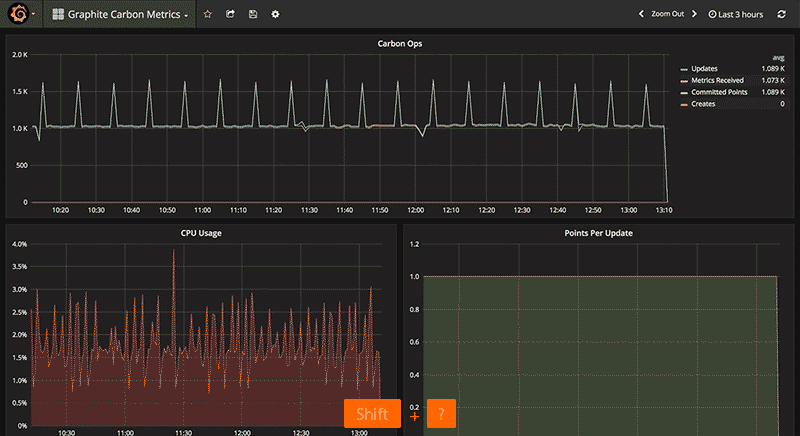 Graphite Carbon Metrics
Zoom Out
Last 3 hours
Carbon Ops
2.0 K
1.5 K
1.0 K
500
0
10:20 10:30 10:40 10:50 11:00 11:10 11:20 11:30 11:40 11:50 12:00 12:10 12:20 12:30 12:40 12:50 13:00 13:10
avg
Updates 1.089 K
Metrics Received 1.073 K
Committed Points 1.089 K
Creates 0
CPU Usage
4.0%
3.5%
3.0%
2.5%
2.0%
1.5%
1.0%
0.5%
0%
10:30 11:00 11:30 12:00 12:30 13:00
Points Per Update
1.2
1.0
0.8
0.6
0.4
0.2
Shift + ?